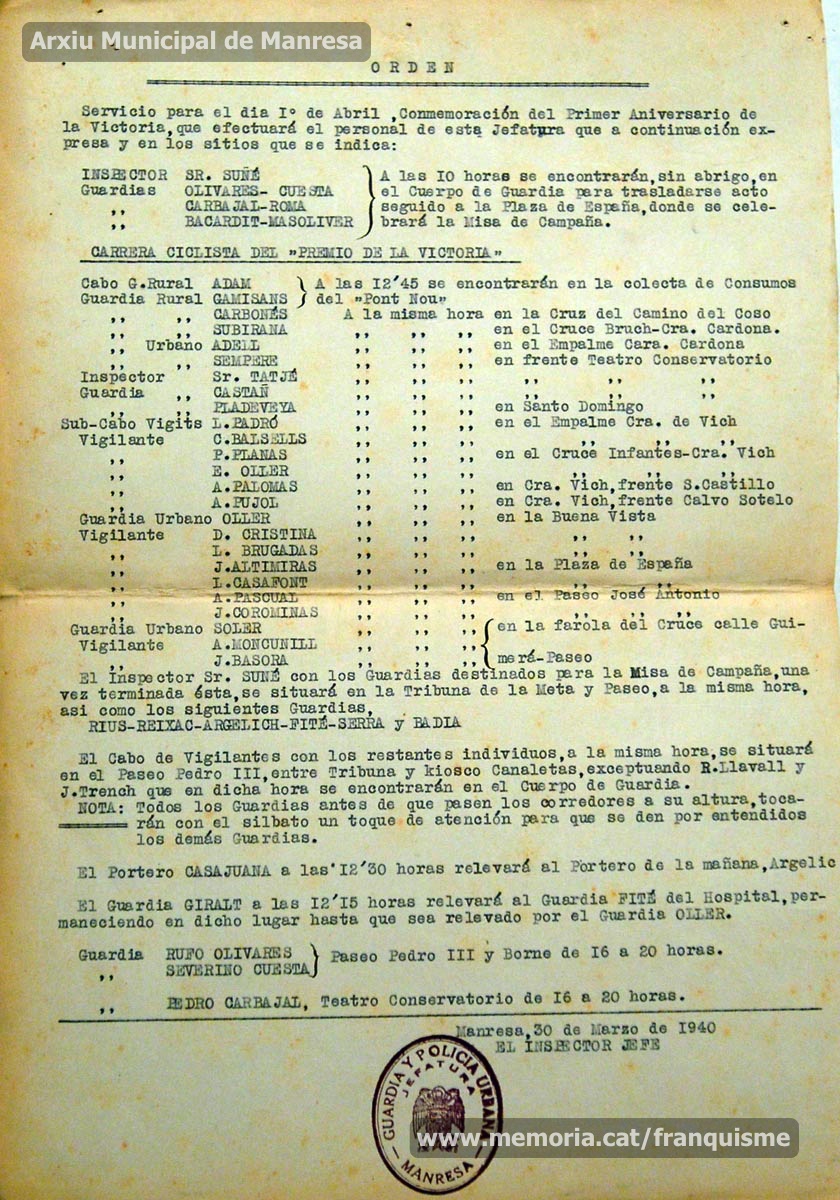 Arxiu Municipal de Manresa
O R D E N
Servicio para el dia Iº de Abril ,Conmemoración del Primer Aniversario de
la Victoria,que efectuará el personal de esta Jefatura que a continuación ex-
presa y en los sitios que se indica:
INSPECTOR SR. SUÑÉ
Guardias OLIVARES- CUESTA
,, CARBAJAL-ROMA
,, BACARDIT-MASOLIVER
A las IO horas se encontrarán,sin abrigo,en
el Cuerpo de Guardia para trasladarse acto
seguido a la Plaza de España,donde se cele-
brará la Misa de Campaña.
CARRERA CICLISTA DEL "PREMIO DE LA VICTORIA"
Cabo G.Rural ADAM } A las I2'45 se encontrarán en la colecta de Consumos
Guardia Rural GAMISANS } del "Pont Nou"
,, ,, CARBONÉS A la misma hora en la Cruz del Camino del Coso
,, ,, SUBIRANA ,, ,, ,, en el Cruce Bruch-Cra. Cardona.
,, Urbano ADELL ,, ,, ,, en el Empalme Cara. Cardona
,, ,, SEMPERE ,, ,, ,, en frente Teatro Conservatorio
Inspector Sr. TATJÉ ,, ,, ,, ,, ,, ,,
Guardia ,, CASTAÑ ,, ,, ,, ,, ,, ,,
,, ,, PLADEVEYA ,, ,, ,, en Santo Domingo
Sub-Cabo Vigits L.PADRÓ ,, ,, ,, en el Empalme Cra. de Vich
Vigilante C.BALSELLS ,, ,, ,, ,, ,, ,,
,, P.PLANAS ,, ,, ,, en el Cruce Infantes-Cra. Vich
,, E. OLLER ,, ,, ,, ,, ,, ,,
,, A.PALOMAS ,, ,, ,, en Cra. Vich,frente S.Castillo
,, A.PUJOL ,, ,, ,, en Cra. Vich,frente Calvo Sotelo
Guardia Urbano OLLER ,, ,, ,, en la Buena Vista
Vigilante D. CRISTINA ,, ,, ,, ,, ,,
,, L. BRUGADAS ,, ,, ,, ,, ,,
,, J.ALTIMIRAS ,, ,, ,, en la Plaza de España
,, L.CASAFONT ,, ,, ,, ,, ,,
,, A.PASCUAL ,, ,, ,, en el Paseo José Antonio
,, J.COROMINAS ,, ,, ,, ,, ,, ,,
Guardia Urbano SOLER ,, ,, ,, { en la farola del Cruce calle Gui-
Vigilante A.MONCUNILL ,, ,, ,,
,, J.BASORA ,, ,, ,, { merá-Paseo
El Inspector Sr. SUÑÉ con los Guardias destinados para la Misa de Campaña,una
vez terminada ésta,se situará en la Tribuna de la Meta y Paseo,a la misma hora,
asi como los siguientes Guardias,
RIUS-REIXAC-ARGELICH-FITÉ-SERRA y BADIA
El Cabo de Vigilantes con los restantes individuos,a la misma hora,se situará
en el Paseo Pedro III,entre Tribuna y kiosco Canaletas,exceptuando R.Llavall y
J.Trench que en dicha hora se encontrarán en el Cuerpo de Guardia.
NOTA: Todos los Guardias antes de que pasen los corredores a su altura,toca-
rán con el silbato un toque de atención para que se den por entendidos
los demás Guardias.
El Portero CASAJUANA a las I2'30 horas relevará al Portero de la mañana,Argelic
El Guardia GIRALT a las I2'I5 horas relevará al Guardia FITÉ del Hospital,per-
maneciendo en dicho lugar hasta que sea relevado por el Guardia OLLER.
Guardia RUFO OLIVARES
,, SEVERINO CUESTA } Paseo Pedro III y Borne de I6 a 20 horas.
,, PEDRO CARBAJAL, Teatro Conservatorio de I6 a 20 horas.
Manresa,30 de Marzo de I940
EL INSPECTOR JEFE
GUARDIA Y POLICIA URBANA
JEFATURA
MANRESA
www.memoria.cat/franquisme